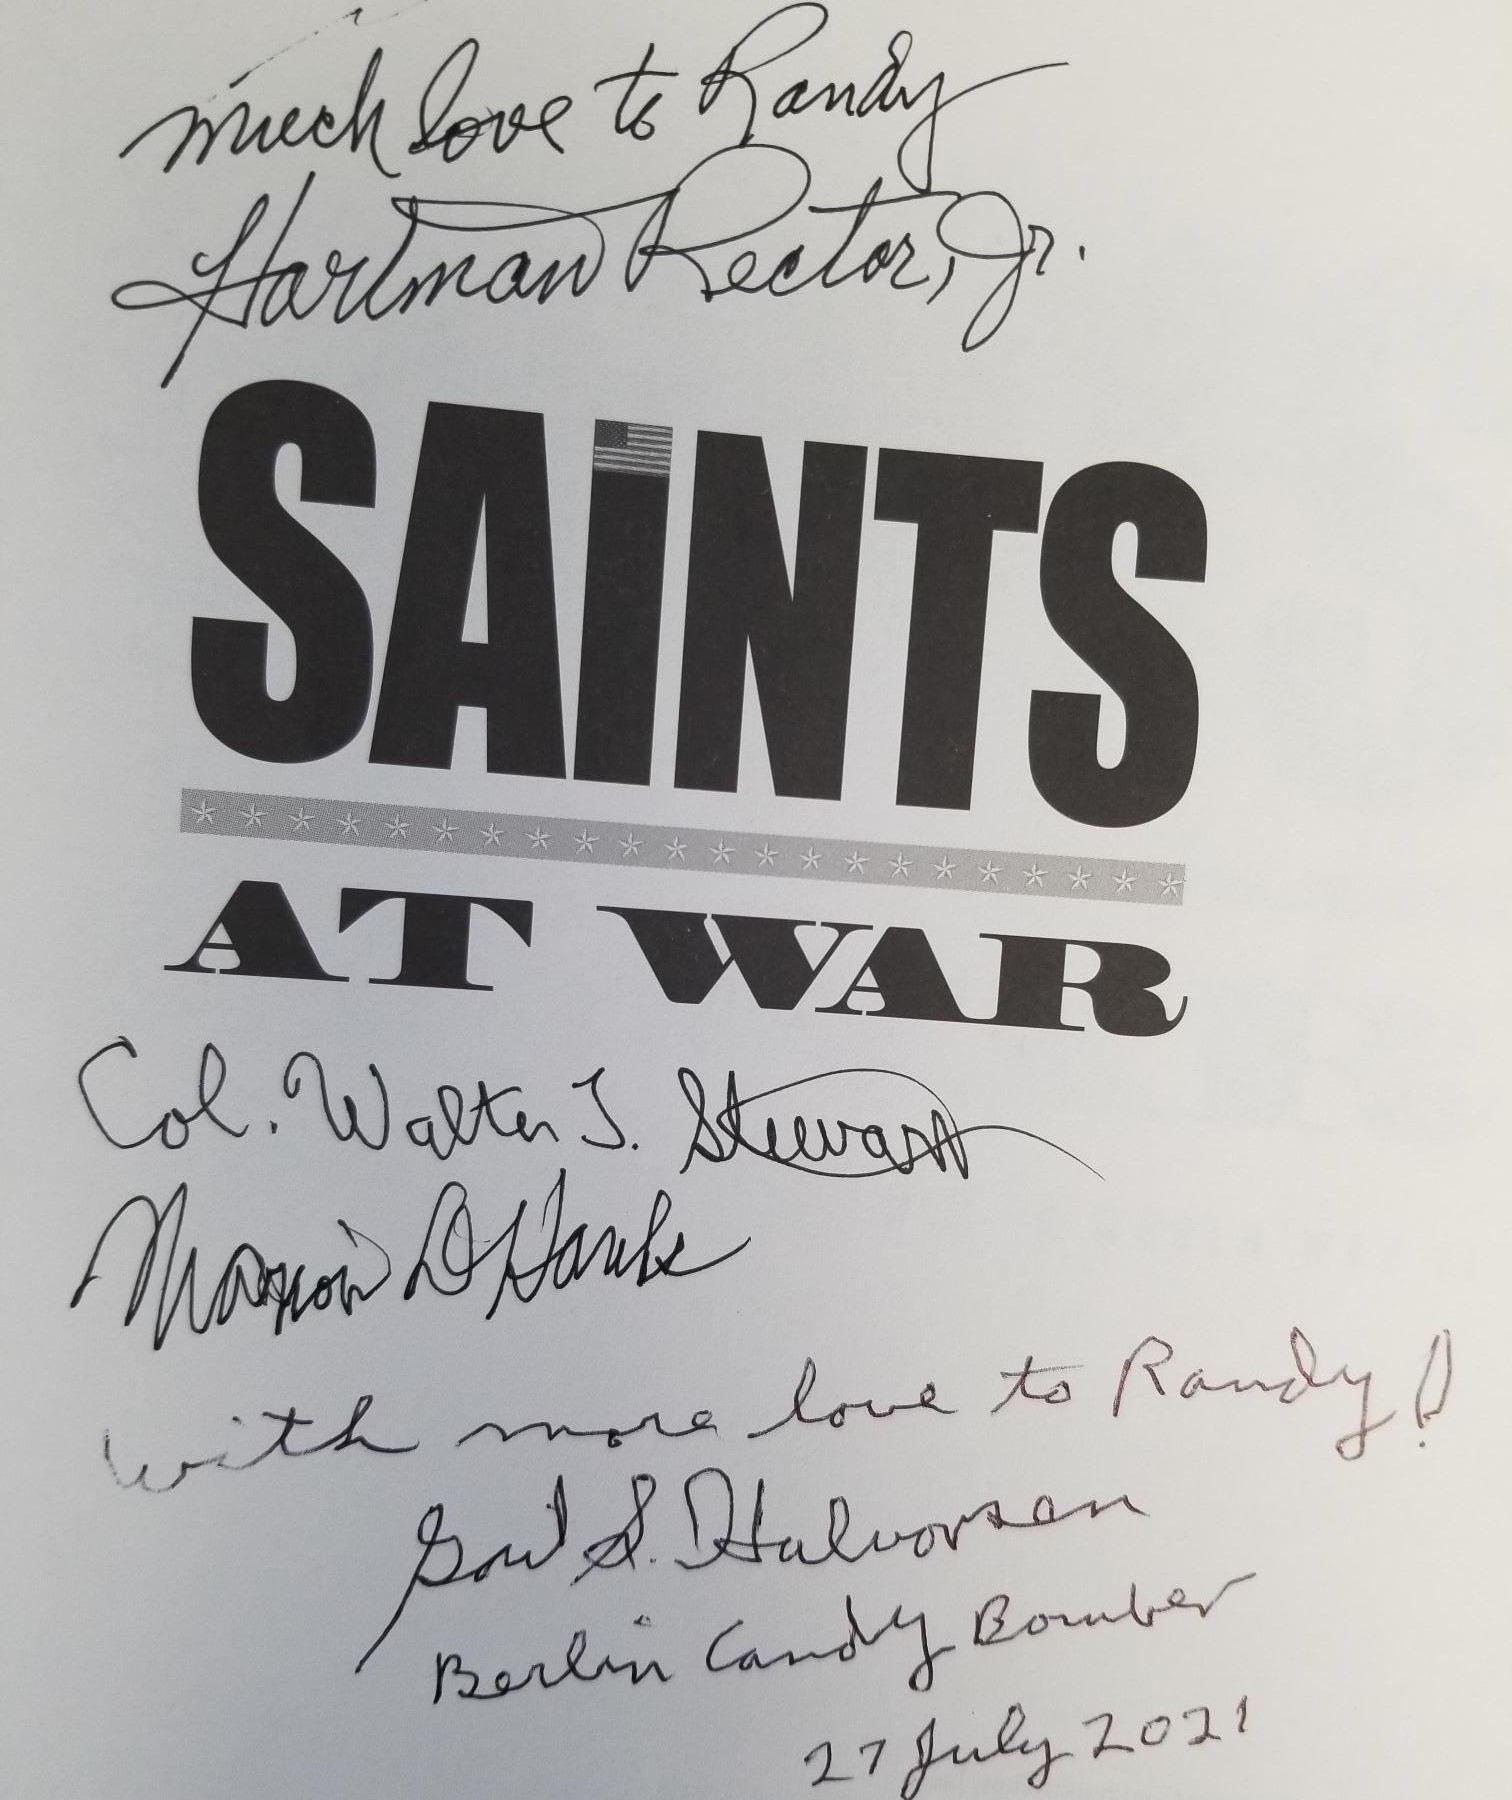 much love to Randy
Hartman Rector, Jr.
SAiNTS
AT WAR
Col. Walter T. Stewart
Marion D Hanks
with more love to Randy!
Gail S. Halvorsen
Berlin Candy Bomber
27 July 2021